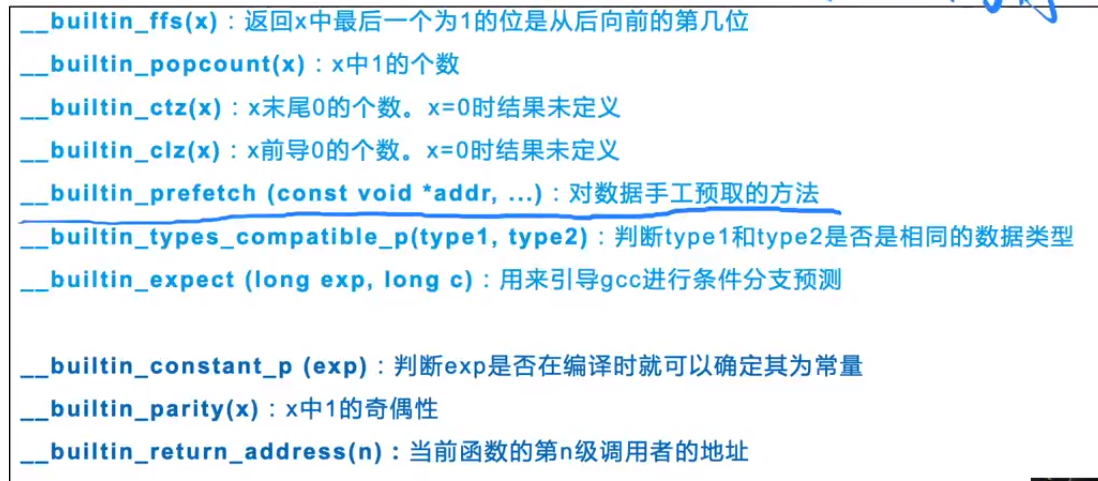 __builtin_ffs(x)：返回x中最后一个为1的位是从后向前的第几位
__builtin_popcount(x)：x中1的个数
__builtin_ctz(x)：x末尾0的个数。x=0时结果未定义
__builtin_clz(x)：x前导0的个数。x=0时结果未定义
__builtin_prefetch (const void *addr, ...)：对数据手工预取的方法
__builtin_types_compatible_p(type1, type2)：判断type1和type2是否是相同的数据类型
__builtin_expect (long exp, long c)：用来引导gcc进行条件分支预测
__builtin_constant_p (exp)：判断exp是否在编译时就可以确定其为常量
__builtin_parity(x)：x中1的奇偶性
__builtin_return_address(n)：当前函数的第n级调用者的地址